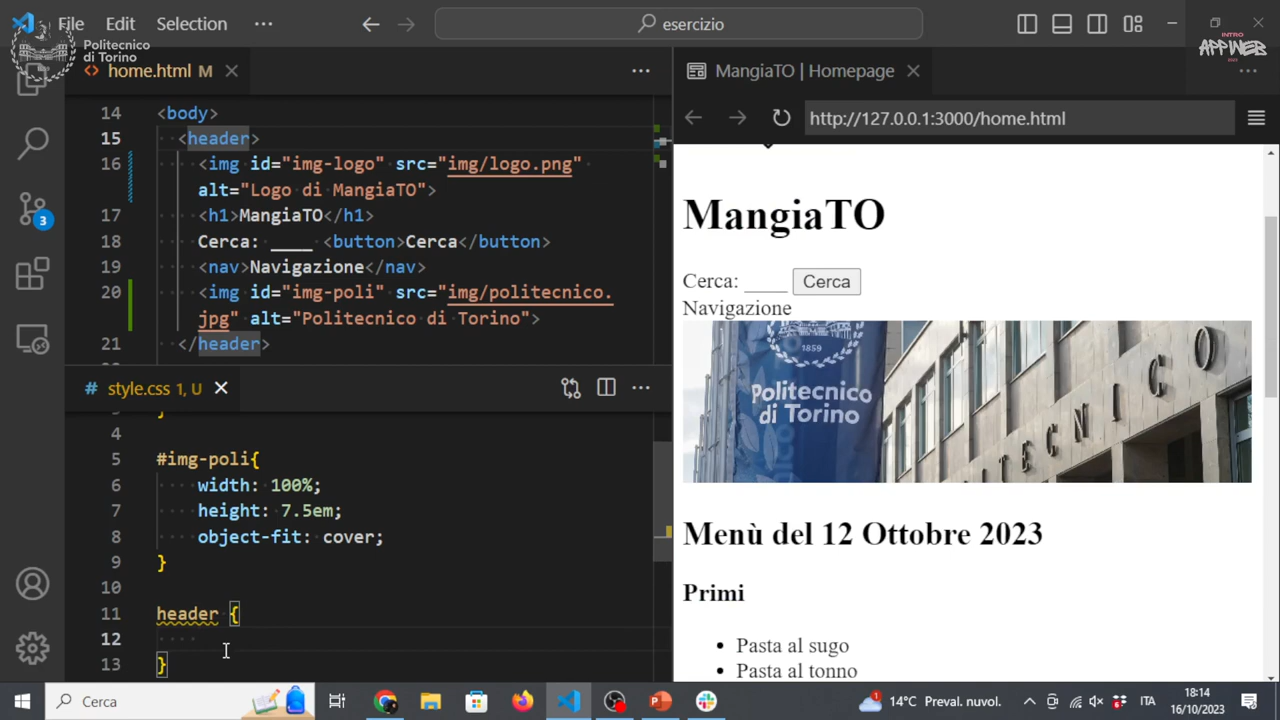 File Edit Selection ··· esercizio
Politecnico
di Torino
INTRO
APPWEB
home.html M
MangiaTO | Homepage
http://127.0.0.1:3000/home.html
14 <body>
15 <header>
16 <img id="img-logo" src="img/logo.png"
alt="Logo di MangiaTO">
17 <h1>MangiaTO</h1>
18 Cerca: ____ <button>Cerca</button>
19 <nav>Navigazione</nav>
20 <img id="img-poli" src="img/politecnico.
jpg" alt="Politecnico di Torino">
21 </header>
3
# style.css 1, U
4
5 #img-poli{
6 width: 100%;
7 height: 7.5em;
8 object-fit: cover;
9 }
10
11 header {
12
13 }
MangiaTO
Cerca: ____ Cerca
Navigazione
1859
Politecnico
di Torino
TECNICO
Menù del 12 Ottobre 2023
Primi
• Pasta al sugo
• Pasta al tonno
Cerca
1
14°C Preval. nuvol.
ITA
18:14
16/10/2023